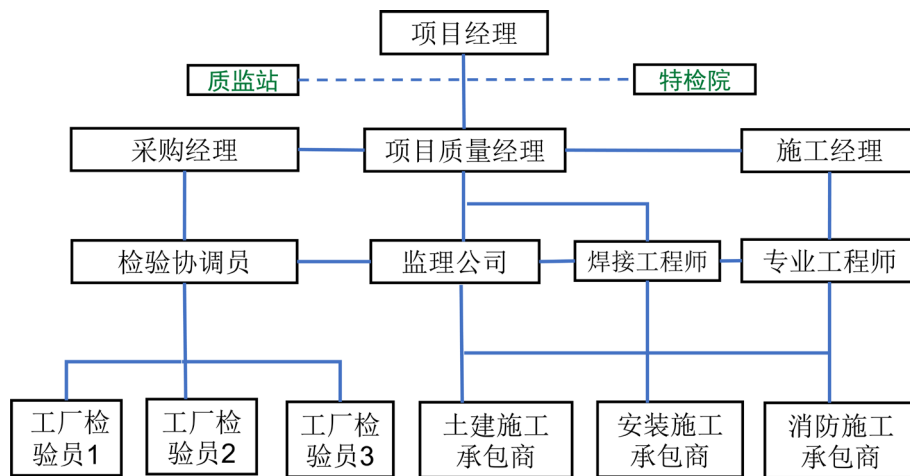 项目经理
质监站
特检院
采购经理
项目质量经理
施工经理
检验协调员
监理公司
焊接工程师
专业工程师
工厂检
验员1
工厂检
验员2
工厂检
验员3
土建施工
承包商
安装施工
承包商
消防施工
承包商